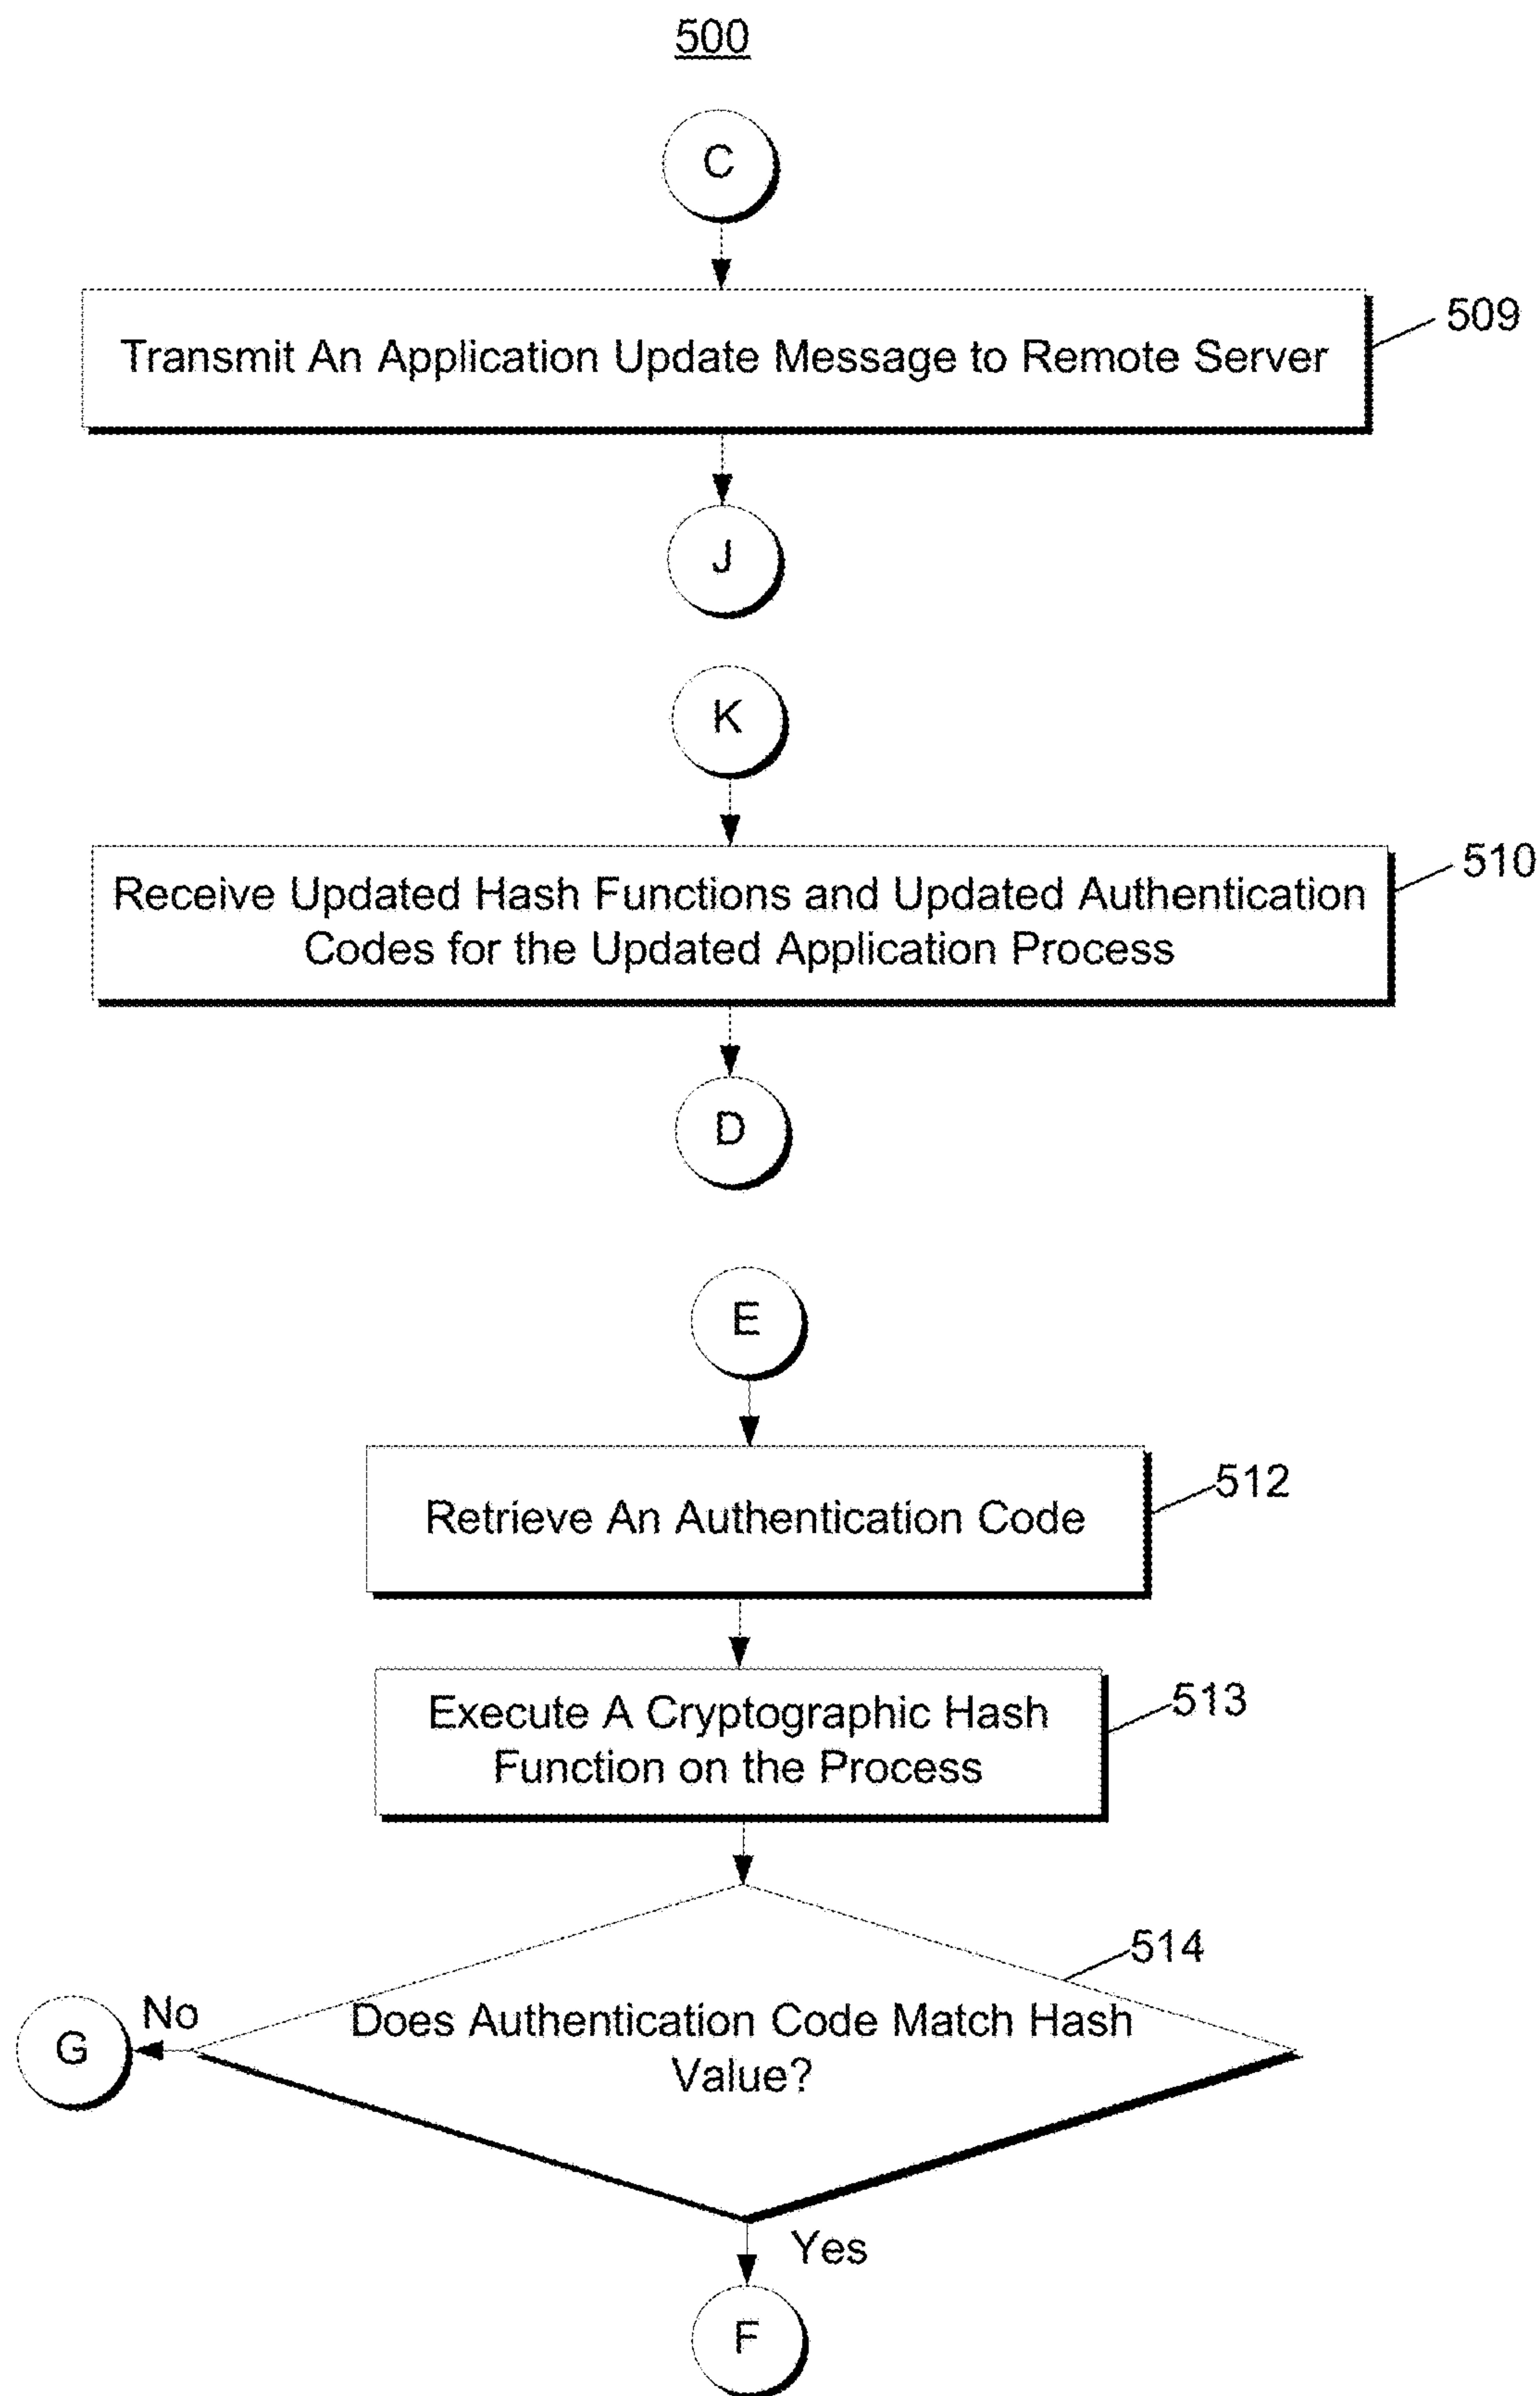 500
C
Transmit An Application Update Message to Remote Server
509
J
K
Receive Updated Hash Functions and Updated Authentication
Codes for the Updated Application Process
510
D
E
Retrieve An Authentication Code
512
Execute A Cryptographic Hash
Function on the Process
513
514
Does Authentication Code Match Hash
Value?
No
G
Yes
F